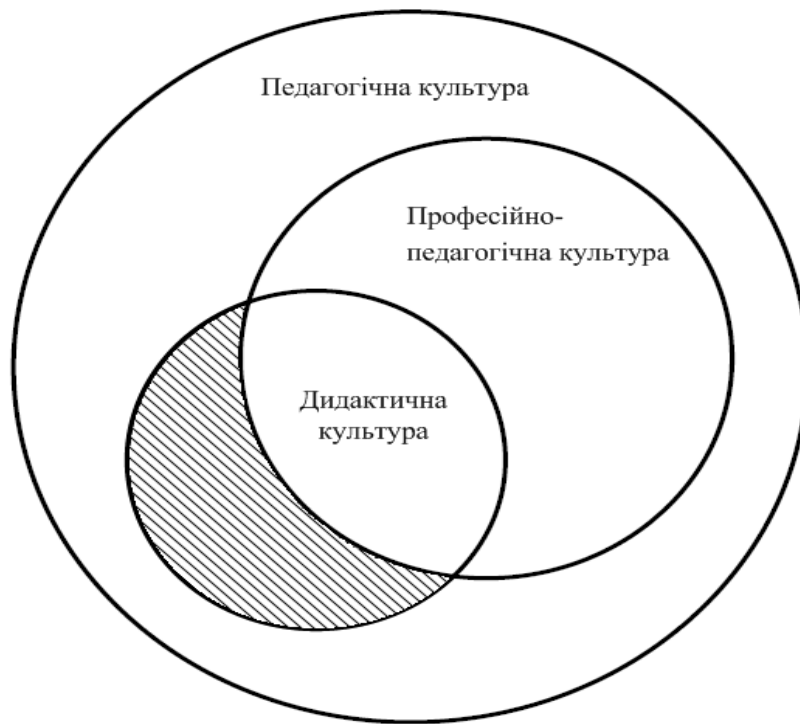 Педагогічна культура
Професійно-
педагогічна культура
Дидактична
культура